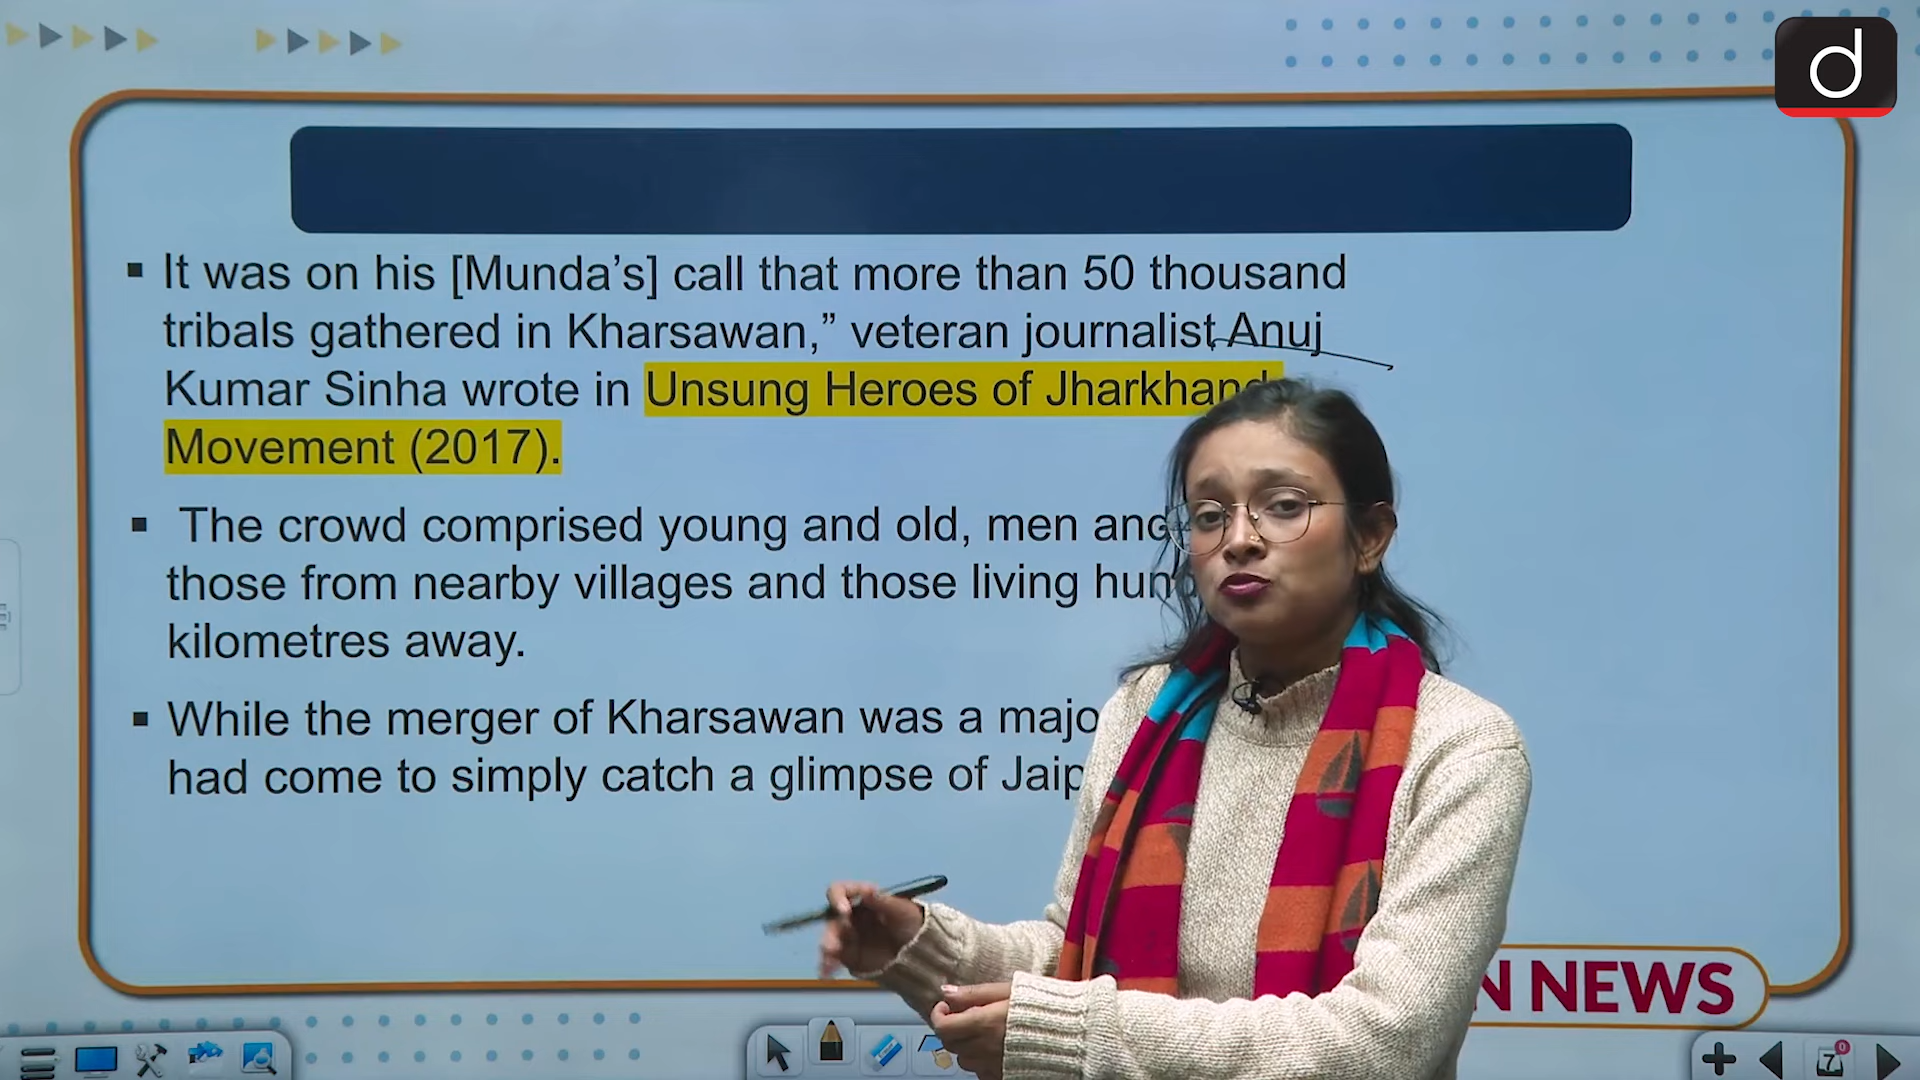 d
It was on his [Munda’s] call that more than 50 thousand
tribals gathered in Kharsawan,” veteran journalist Anuj
Kumar Sinha wrote in Unsung Heroes of Jharkhand
Movement (2017).
The crowd comprised young and old, men and
those from nearby villages and those living
kilometres away.
While the merger of Kharsawan was a
had come to simply catch a glimpse of
N NEWS
7
0